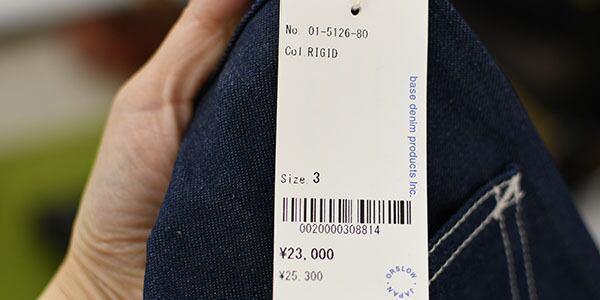 No. 01-5126-80
Col.RIGID
base denim products Inc.
Size. 3
0020000308814
¥23,000
¥25.300
ORSLOW · JAPAN ·